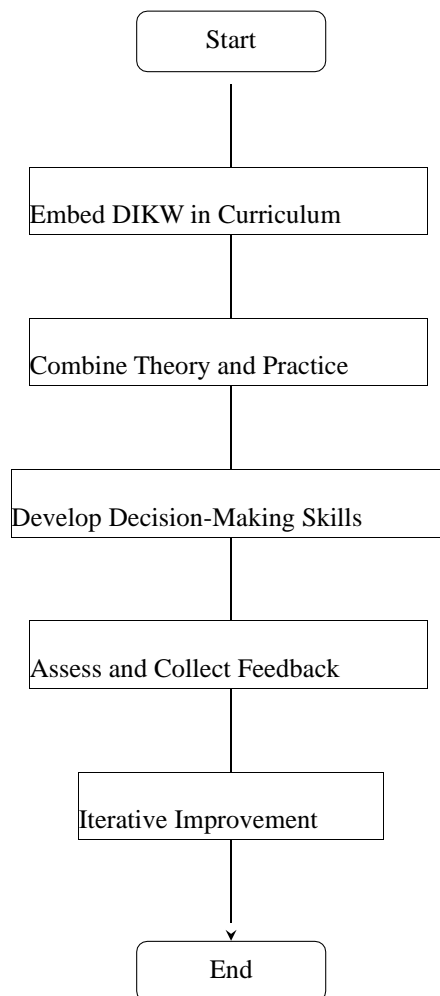 Start
Embed DIKW in Curriculum
Combine Theory and Practice
Develop Decision-Making Skills
Assess and Collect Feedback
Iterative Improvement
End